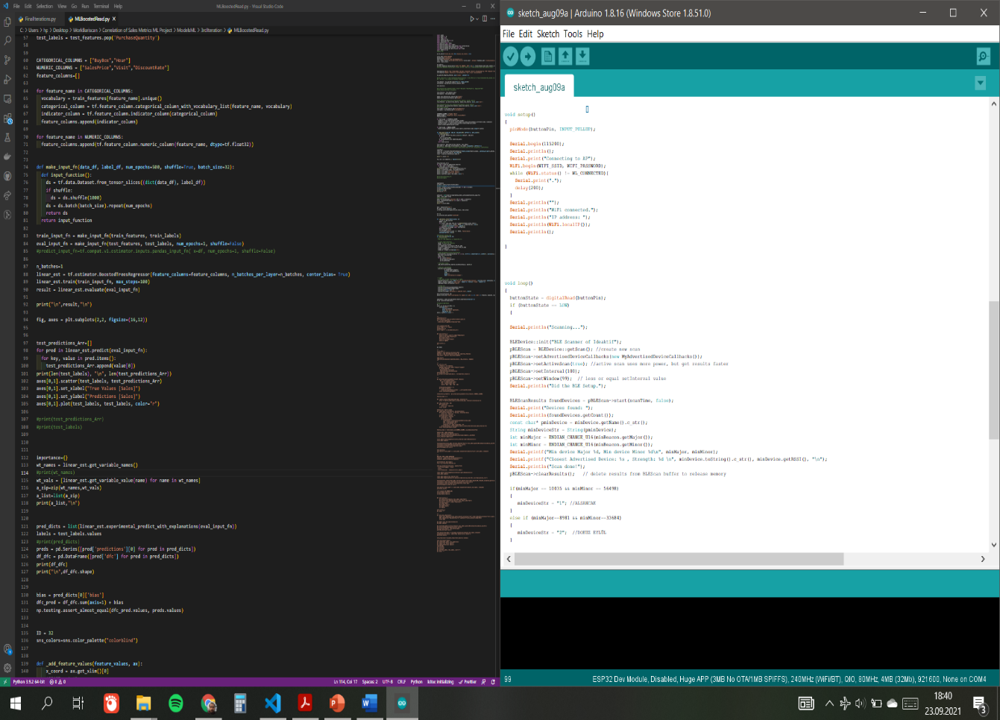 File Edit Selection View Go Run Terminal Help
MLBoostedRead.py - Visual Studio Code
FinalIterations.py
MLBoostedRead.py
C: > Users > hp > Desktop > WorkBariscan > Correlation of Sales Metrics ML Project > ModelsML > 3rdIteration > MLBoostedRead.py
57 test_labels = test_features.pop('PurchaseQuantity')
58
59
60 CATEGORICAL_COLUMNS = ["BuyBox","Hour"]
61 NUMERIC_COLUMNS = ["SalesPrice","Visit","DiscountRate"]
62 feature_columns=[]
63
64 for feature_name in CATEGORICAL_COLUMNS:
65 vocabulary = train_features[feature_name].unique()
66 categorical_column = tf.feature_column.categorical_column_with_vocabulary_list(feature_name, vocabulary)
67 indicator_column = tf.feature_column.indicator_column(categorical_column)
68 feature_columns.append(indicator_column)
69
70 for feature_name in NUMERIC_COLUMNS:
71 feature_columns.append(tf.feature_column.numeric_column(feature_name, dtype=tf.float32))
72
73
74 def make_input_fn(data_df, label_df, num_epochs=500, shuffle=True, batch_size=32):
75 def input_function():
76 ds = tf.data.Dataset.from_tensor_slices((dict(data_df), label_df))
77 if shuffle:
78 ds = ds.shuffle(1000)
79 ds = ds.batch(batch_size).repeat(num_epochs)
80 return ds
81 return input_function
82
83 train_input_fn = make_input_fn(train_features, train_labels)
84 eval_input_fn = make_input_fn(test_features, test_labels, num_epochs=1, shuffle=False)
85 #predict_input_fn=tf.compat.v1.estimator.inputs.pandas_input_fn( x=df, num_epochs=1, shuffle=False)
86
87 n_batches=1
88 linear_est = tf.estimator.BoostedTreesRegressor(feature_columns=feature_columns, n_batches_per_layer=n_batches, center_bias= True)
89 linear_est.train(train_input_fn, max_steps=100)
90 result = linear_est.evaluate(eval_input_fn)
91
92 print("\n",result,"\n")
93
94 fig, axes = plt.subplots(2,2, figsize=(16,12))
95
96
97 test_predictions_Arr=[]
98 for pred in linear_est.predict(eval_input_fn):
99 for key, value in pred.items():
100 test_predictions_Arr.append(value[0])
101 print(len(test_labels), "\n", len(test_predictions_Arr))
102 axes[0,1].scatter(test_labels, test_predictions_Arr)
103 axes[0,1].set_xlabel("True Values [Sales]")
104 axes[0,1].set_ylabel("Predictions [Sales]")
105 axes[0,1].plot(test_labels, test_labels, color="r")
106
107 #print(test_predictions_Arr)
108 #print(test_labels)
109
110
111
112 importance={}
113 wt_names = linear_est.get_variable_names()
114 #print(wt_names)
115 wt_vals = [linear_est.get_variable_value(name) for name in wt_names]
116 a_zip=zip(wt_names,wt_vals)
117 a_list=list(a_zip)
118 print(a_list,"\n")
119
120
121 pred_dicts = list(linear_est.experimental_predict_with_explanations(eval_input_fn))
122 labels = test_labels.values
123 #print(pred_dicts)
124 preds = pd.Series([pred['predictions'][0] for pred in pred_dicts])
125 df_dfc = pd.DataFrame([pred['dfc'] for pred in pred_dicts])
126 print(df_dfc)
127 print("\n",df_dfc.shape)
128
129
130 bias = pred_dicts[0]['bias']
131 dfc_pred = df_dfc.sum(axis=1) + bias
132 np.testing.assert_almost_equal(dfc_pred.values, preds.values)
133
134
135 ID = 32
136 sns_colors=sns.color_palette("colorblind")
137
138
139 def _add_feature_values(feature_values, ax):
140 x_coord = ax.get_xlim()[0]
Python 3.9.2 64-bit 0 0 Ln 114, Col 17 Spaces: 2 UTF-8 CRLF Python Kite: initializing Prettier
sketch_aug09a | Arduino 1.8.16 (Windows Store 1.8.51.0)
File Edit Sketch Tools Help
sketch_aug09a
void setup()
{
pinMode(buttonPin, INPUT_PULLUP);
Serial.begin(115200);
Serial.println();
Serial.print("Connecting to AP");
WiFi.begin(WIFI_SSID, WIFI_PASSWORD);
while (WiFi.status() != WL_CONNECTED){
Serial.print(".");
delay(200);
}
Serial.println("");
Serial.println("WiFi connected.");
Serial.println("IP address: ");
Serial.println(WiFi.localIP());
Serial.println();
}
void loop()
{
buttonState = digitalRead(buttonPin);
if (buttonState == LOW)
{
Serial.println("Scanning...");
BLEDevice::init("BLE Scanner of Ideaktif");
pBLEScan = BLEDevice::getScan(); //create new scan
pBLEScan->setAdvertisedDeviceCallbacks(new MyAdvertisedDeviceCallbacks());
pBLEScan->setActiveScan(true); //active scan uses more power, but get results faster
pBLEScan->setInterval(100);
pBLEScan->setWindow(99); // less or equal setInterval value
Serial.println("Did the BLE Setup.");
BLEScanResults foundDevices = pBLEScan->start(scanTime, false);
Serial.print("Devices found: ");
Serial.println(foundDevices.getCount());
const char* pminDevice = minDevice.getName().c_str();
String minDeviceStr = String(pminDevice);
int minMajor = ENDIAN_CHANGE_U16(minBeacon.getMajor());
int minMinor = ENDIAN_CHANGE_U16(minBeacon.getMinor());
Serial.printf("Min device Major %d, Min device Minor %d\n", minMajor, minMinor);
Serial.printf("Closest Advertised Device: %s , Strength: %d \n", minDevice.toString().c_str(), minDevice.getRSSI(), "\n");
Serial.println("Scan done!");
pBLEScan->clearResults(); // delete results from BLEScan buffer to release memory
if(minMajor == 10035 && minMinor == 56498)
{
minDeviceStr = "1"; //ALSANCAK
}
else if (minMajor==8981 && minMinor==33684)
{
minDeviceStr = "2"; //DOKUZ EYLÜL
}
99
ESP32 Dev Module, Disabled, Huge APP (3MB No OTA/1MB SPIFFS), 240MHz (WiFi/BT), QIO, 80MHz, 4MB (32Mb), 921600, None on COM4
18:40
23.09.2021
3